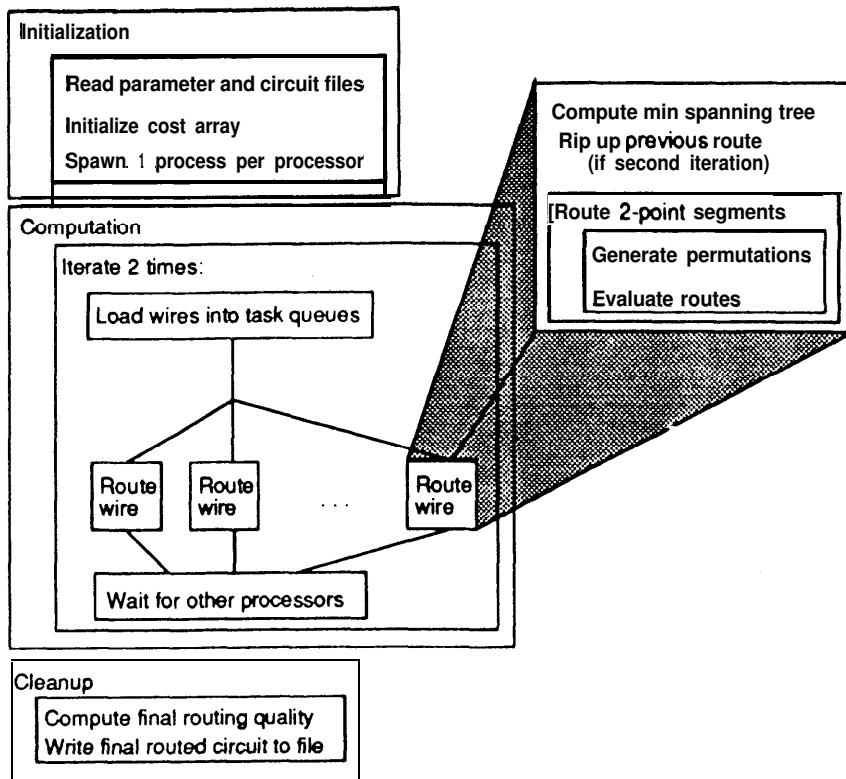 Initialization
Read parameter and circuit files
Initialize cost array
Spawn 1 process per processor
Computation
Iterate 2 times:
Load wires into task queues
Route
wire
Route
wire
. . .
Route
wire
Wait for other processors
Compute min spanning tree
Rip up previous route
(if second iteration)
Route 2-point segments
Generate permutations
Evaluate routes
Cleanup
Compute final routing quality
Write final routed circuit to file